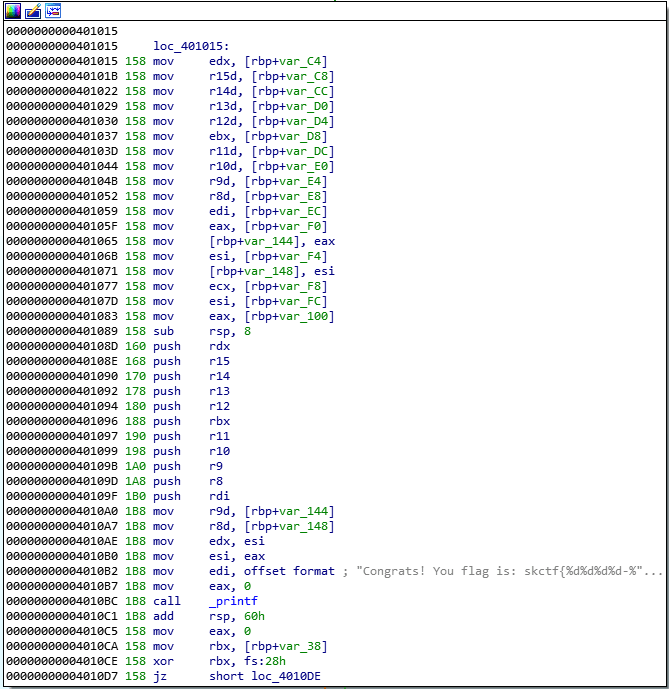 0000000000401015
0000000000401015 loc_401015:
0000000000401015 158 mov edx, [rbp+var_C4]
000000000040101B 158 mov r15d, [rbp+var_C8]
0000000000401022 158 mov r14d, [rbp+var_CC]
0000000000401029 158 mov r13d, [rbp+var_D0]
0000000000401030 158 mov r12d, [rbp+var_D4]
0000000000401037 158 mov ebx, [rbp+var_D8]
000000000040103D 158 mov r11d, [rbp+var_DC]
0000000000401044 158 mov r10d, [rbp+var_E0]
000000000040104B 158 mov r9d, [rbp+var_E4]
0000000000401052 158 mov r8d, [rbp+var_E8]
0000000000401059 158 mov edi, [rbp+var_EC]
000000000040105F 158 mov eax, [rbp+var_F0]
0000000000401065 158 mov [rbp+var_144], eax
000000000040106B 158 mov esi, [rbp+var_F4]
0000000000401071 158 mov [rbp+var_148], esi
0000000000401077 158 mov ecx, [rbp+var_F8]
000000000040107D 158 mov esi, [rbp+var_FC]
0000000000401083 158 mov eax, [rbp+var_100]
0000000000401089 158 sub rsp, 8
000000000040108D 160 push rdx
000000000040108E 168 push r15
0000000000401090 170 push r14
0000000000401092 178 push r13
0000000000401094 180 push r12
0000000000401096 188 push rbx
0000000000401097 190 push r11
0000000000401099 198 push r10
000000000040109B 1A0 push r9
000000000040109D 1A8 push r8
000000000040109F 1B0 push rdi
00000000004010A0 1B8 mov r9d, [rbp+var_144]
00000000004010A7 1B8 mov r8d, [rbp+var_148]
00000000004010AE 1B8 mov edx, esi
00000000004010B0 1B8 mov esi, eax
00000000004010B2 1B8 mov edi, offset format ; "Congrats! You flag is: skctf{%d%d%d%d-%"...
00000000004010B7 1B8 mov eax, 0
00000000004010BC 1B8 call _printf
00000000004010C1 1B8 add rsp, 60h
00000000004010C5 158 mov eax, 0
00000000004010CA 158 mov rbx, [rbp+var_38]
00000000004010CE 158 xor rbx, fs:28h
00000000004010D7 158 jz short loc_4010DE